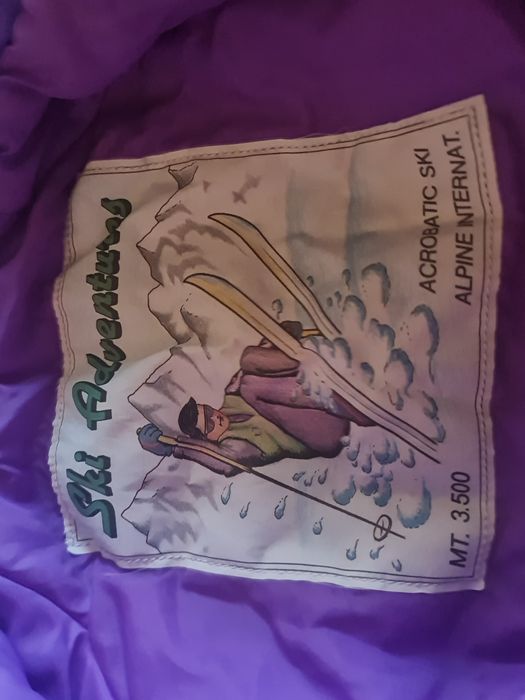 Ski Adventures
ACROBATIC SKI
MT. 3.500
ALPINE INTERNAT.